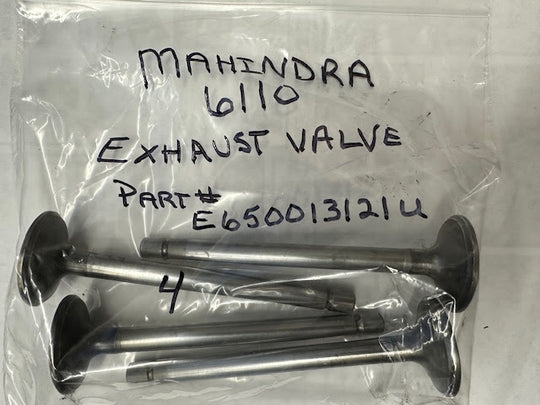 MAHINDRA
6110
EXHAUST VALVE
PART#
E650013121U
4